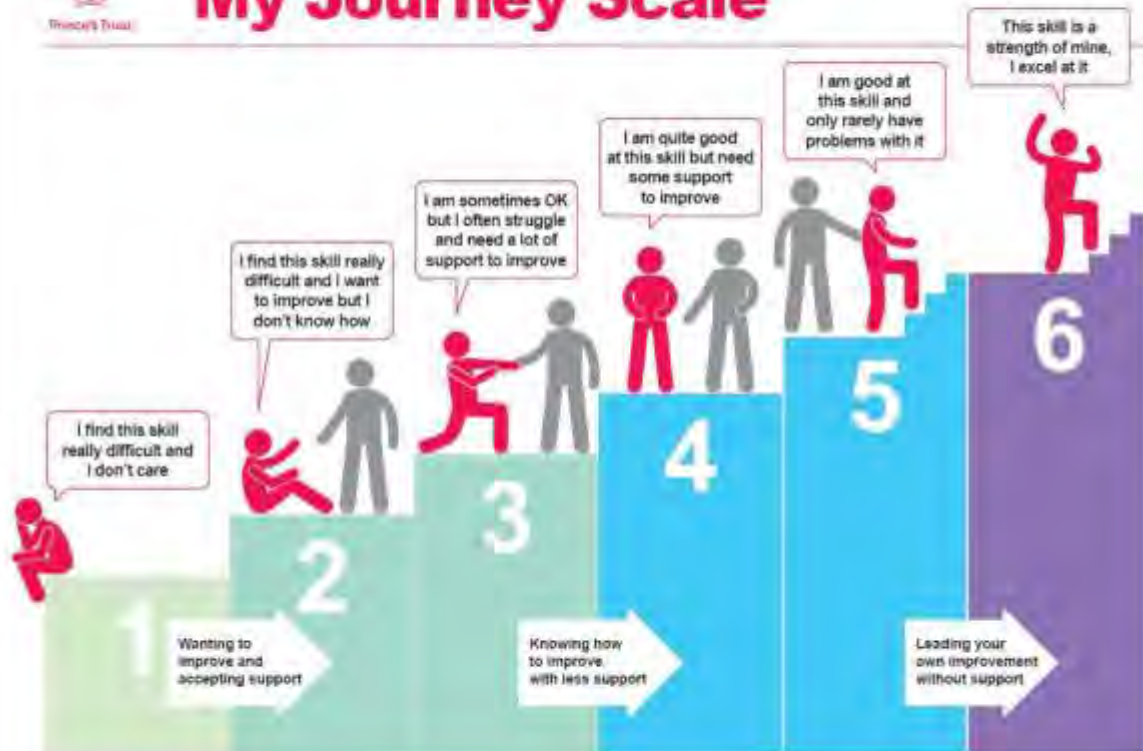 My Journey Scale
Prince's Trust
I find this skill
really difficult and
I don't care
I find this skill really
difficult and I want
to improve but I
don't know how
I am sometimes OK
but I often struggle
and need a lot of
support to improve
I am quite good
at this skill but need
some support
to improve
I am good at
this skill and
only rarely have
problems with it
This skill is a
strength of mine,
I excel at it
1
2
3
4
5
6
Wanting to
improve and
accepting support
Knowing how
to improve
with less support
Leading your
own improvement
without support